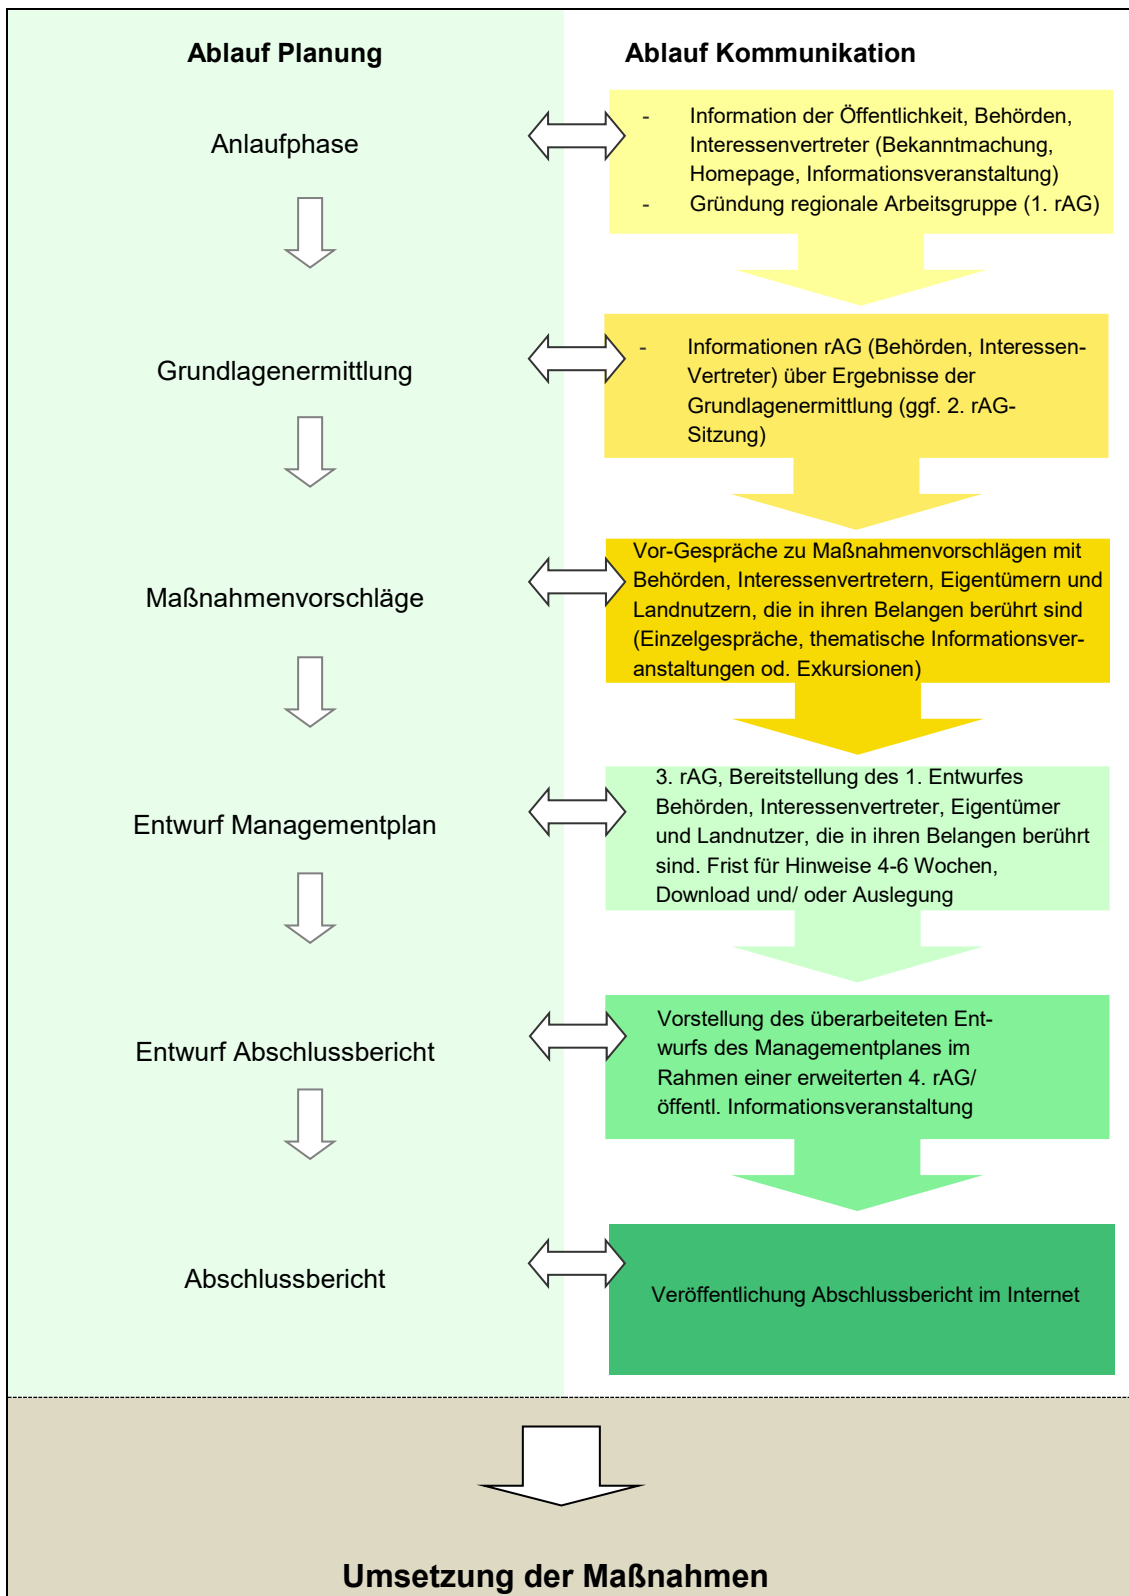 Ablauf Planung
Ablauf Kommunikation
Anlaufphase
- Information der Öffentlichkeit, Behörden,
Interessenvertreter (Bekanntmachung,
Homepage, Informationsveranstaltung)
- Gründung regionale Arbeitsgruppe (1. rAG)
Grundlagenermittlung
- Informationen rAG (Behörden, Interessen-
Vertreter) über Ergebnisse der
Grundlagenermittlung (ggf. 2. rAG-
Sitzung)
Maßnahmenvorschläge
Vor-Gespräche zu Maßnahmenvorschlägen mit
Behörden, Interessenvertretern, Eigentümern und
Landnutzern, die in ihren Belangen berührt sind
(Einzelgespräche, thematische Informationsver-
anstaltungen od. Exkursionen)
Entwurf Managementplan
3. rAG, Bereitstellung des 1. Entwurfes
Behörden, Interessenvertreter, Eigentümer
und Landnutzer, die in ihren Belangen berührt
sind. Frist für Hinweise 4-6 Wochen,
Download und/ oder Auslegung
Entwurf Abschlussbericht
Vorstellung des überarbeiteten Ent-
wurfs des Managementplanes im
Rahmen einer erweiterten 4. rAG/
öffentl. Informationsveranstaltung
Abschlussbericht
Veröffentlichung Abschlussbericht im Internet
Umsetzung der Maßnahmen